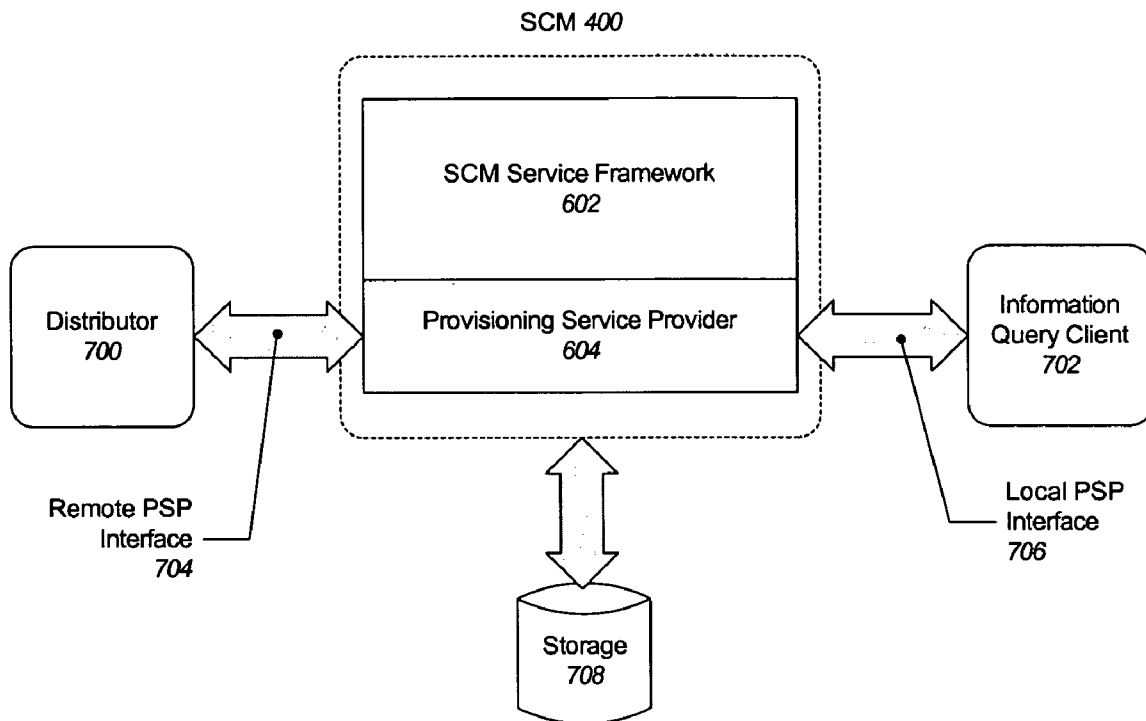 SCM 400
SCM Service Framework
602
Distributor
700
Provisioning Service Provider
604
Information
Query Client
702
Remote PSP
Interface
704
Local PSP
Interface
706
Storage
708